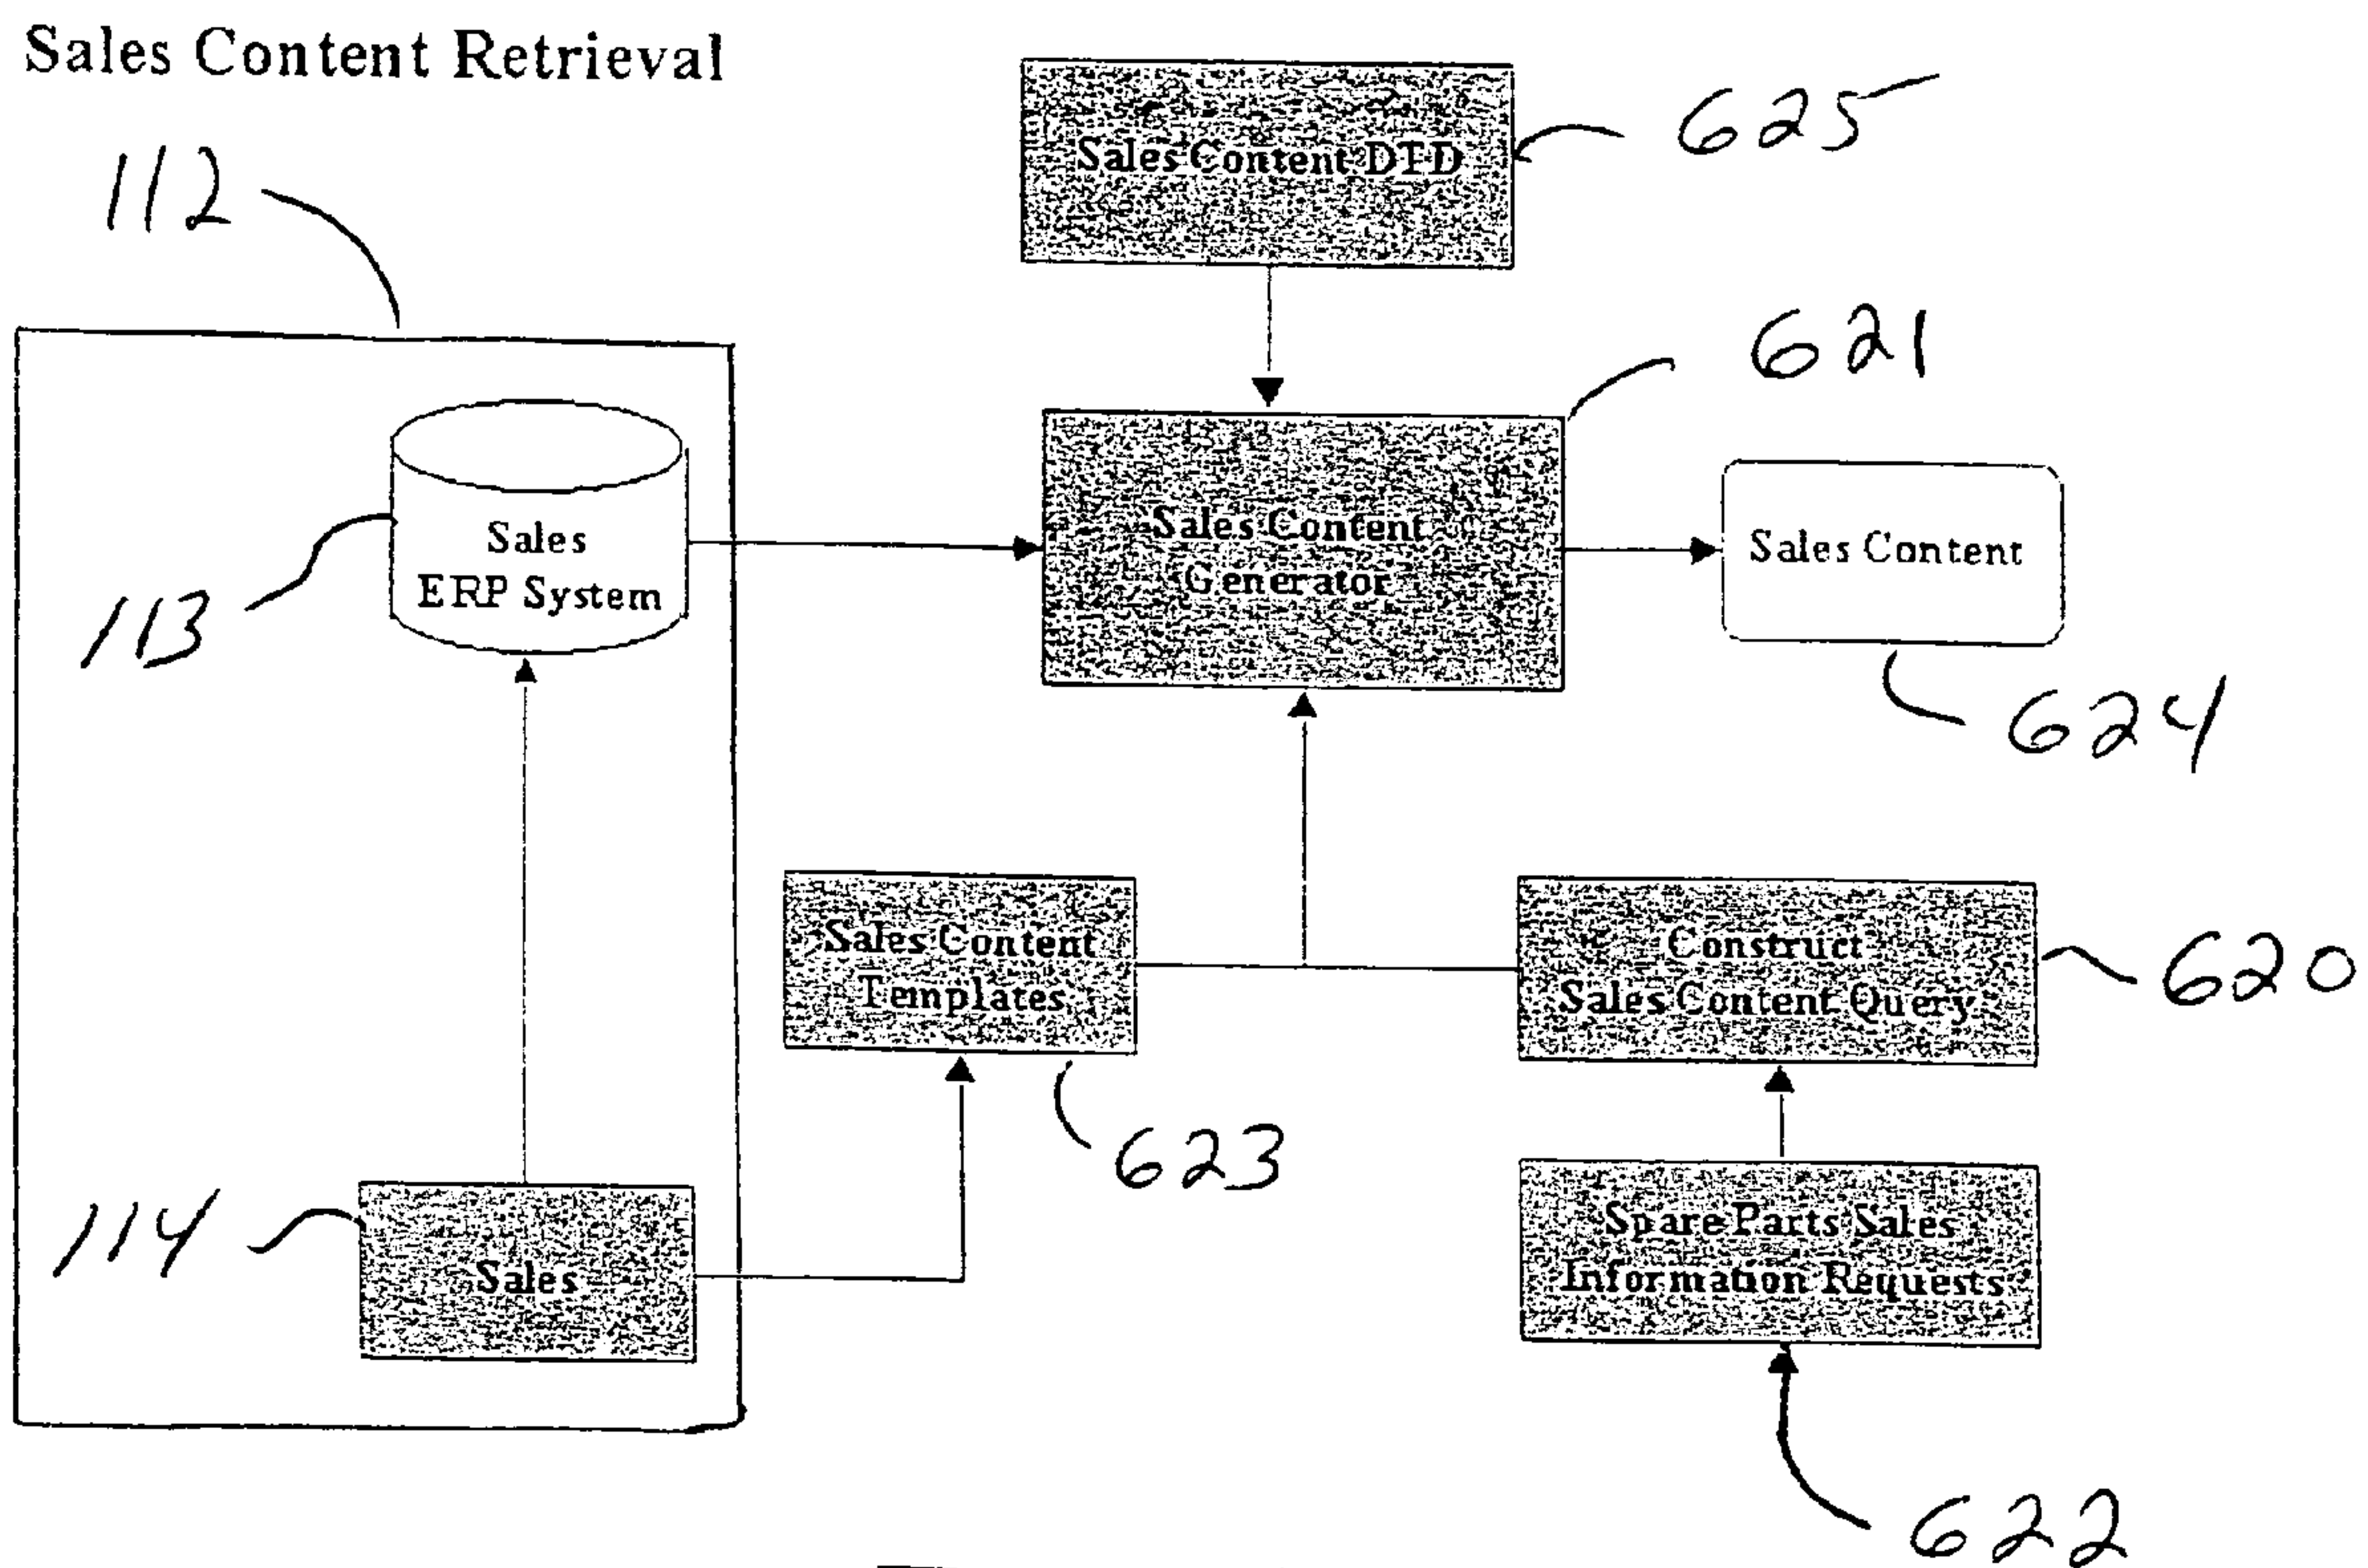 Sales Content Retrieval
112
Sales Content DTD
625
621
Sales
ERP System
113
Sales Content
Generator
Sales Content
624
Sales Content
Templates
623
Construct
Sales Content Query
620
114
Sales
Spare Parts Sales
Information Requests
622